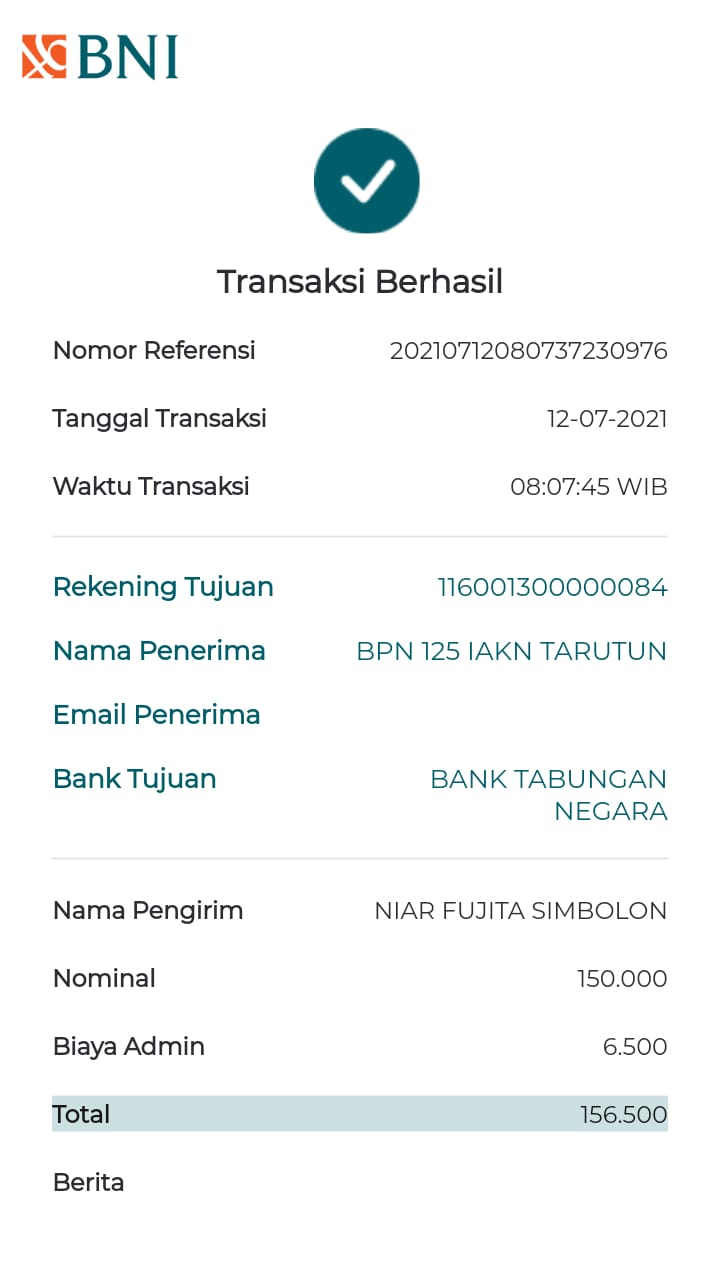 BNI
Transaksi Berhasil
Nomor Referensi 20210712080737230976
Tanggal Transaksi 12-07-2021
Waktu Transaksi 08:07:45 WIB
Rekening Tujuan 116001300000084
Nama Penerima BPN 125 IAKN TARUTUN
Email Penerima
Bank Tujuan BANK TABUNGAN
NEGARA
Nama Pengirim NIAR FUJITA SIMBOLON
Nominal 150.000
Biaya Admin 6.500
Total 156.500
Berita